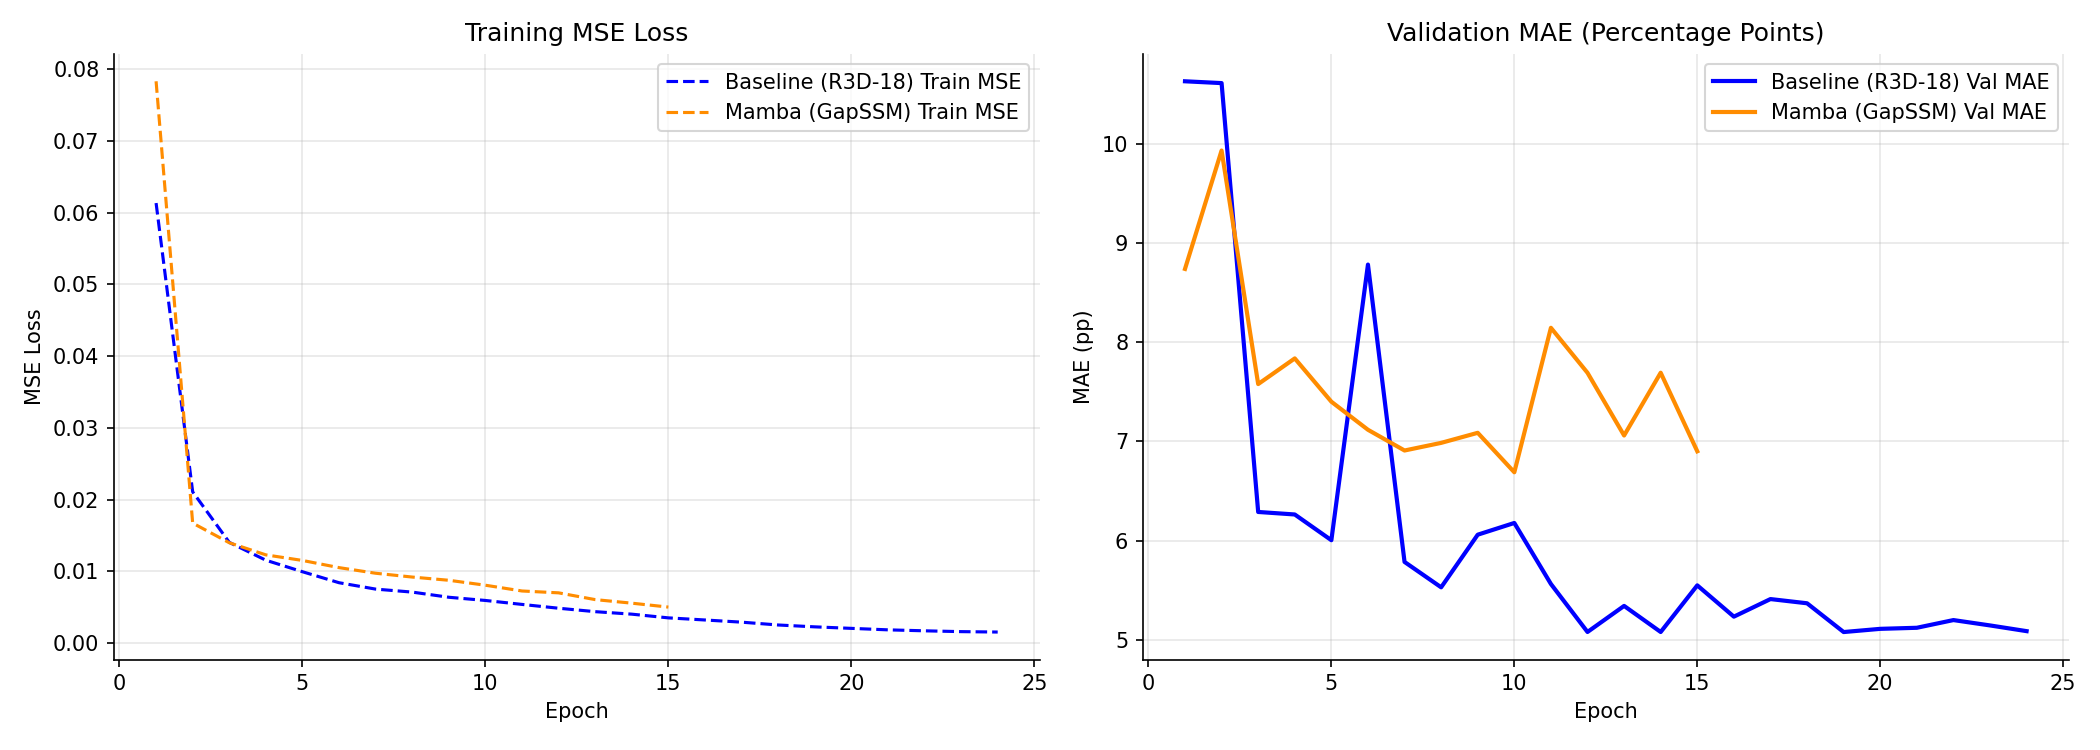 Training MSE Loss
Baseline (R3D-18) Train MSE
Mamba (GapSSM) Train MSE
0.08
0.07
0.06
0.05
0.04
0.03
0.02
0.01
0.00
MSE Loss
0 5 10 15 20 25
Epoch
Validation MAE (Percentage Points)
Baseline (R3D-18) Val MAE
Mamba (GapSSM) Val MAE
10
9
8
7
6
5
MAE (pp)
0 5 10 15 20 25
Epoch